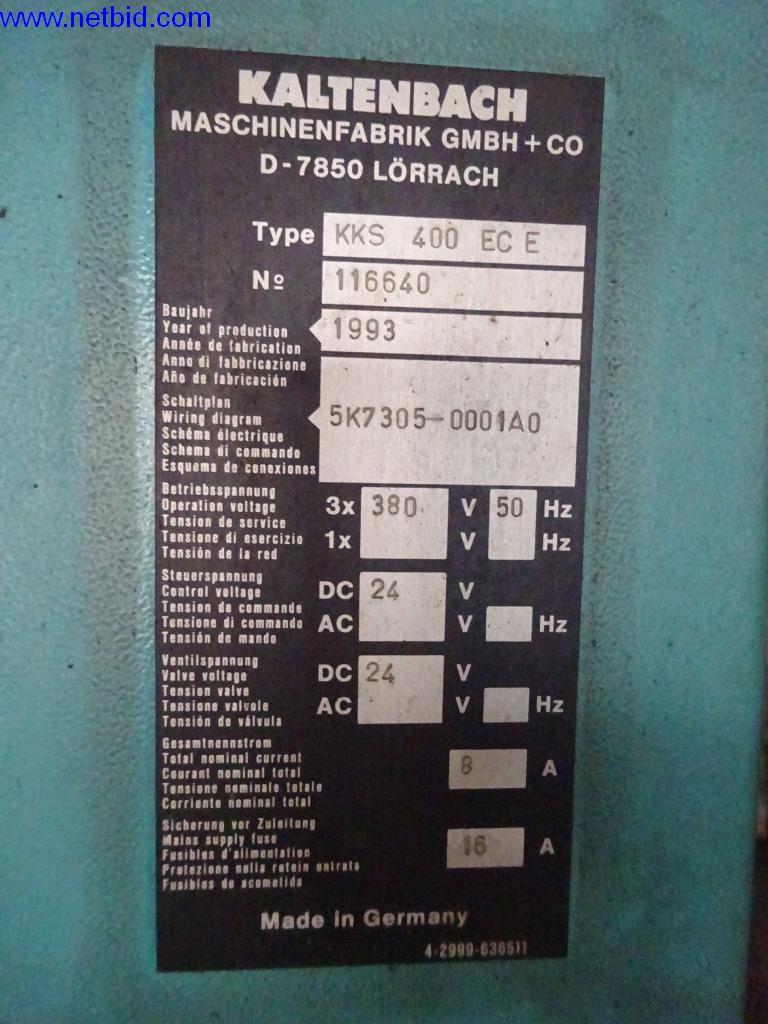 www.netbid.com
KALTENBACH
MASCHINENFABRIK GMBH + CO
D-7850 LÖRRACH
Type KKS 400 EC E
Nº 116640
Baujahr
Year of production 1993
Année de fabrication
Anno di fabbricazione
Año de fabricación
Schaltplan
Wiring diagram 5K7305-0001A0
Schéma électrique
Schema di commando
Esquema de conexiones
Betriebsspannung
Operation voltage 3x 380 V 50 Hz
Tension de service
Tensione di esercizio 1x V Hz
Tensión de la red
Steuerspannung
Control voltage DC 24 V
Tension de commande
Tensione di commando AC V Hz
Tensión de mando
Ventilspannung
Valve voltage DC 24 V
Tension valve
Tensione valvole AC V Hz
Tensión de válvula
Gesamtnennstrom
Total nominal current 8 A
Courant nominal total
Tensione nominale totale
Corriente nominal total
Sicherung vor Zuleitung
Mains supply fuse 16 A
Fusibles d'alimentation
Protezione nella retein entrata
Fusibles de acometida
Made in Germany
4-2999-636511